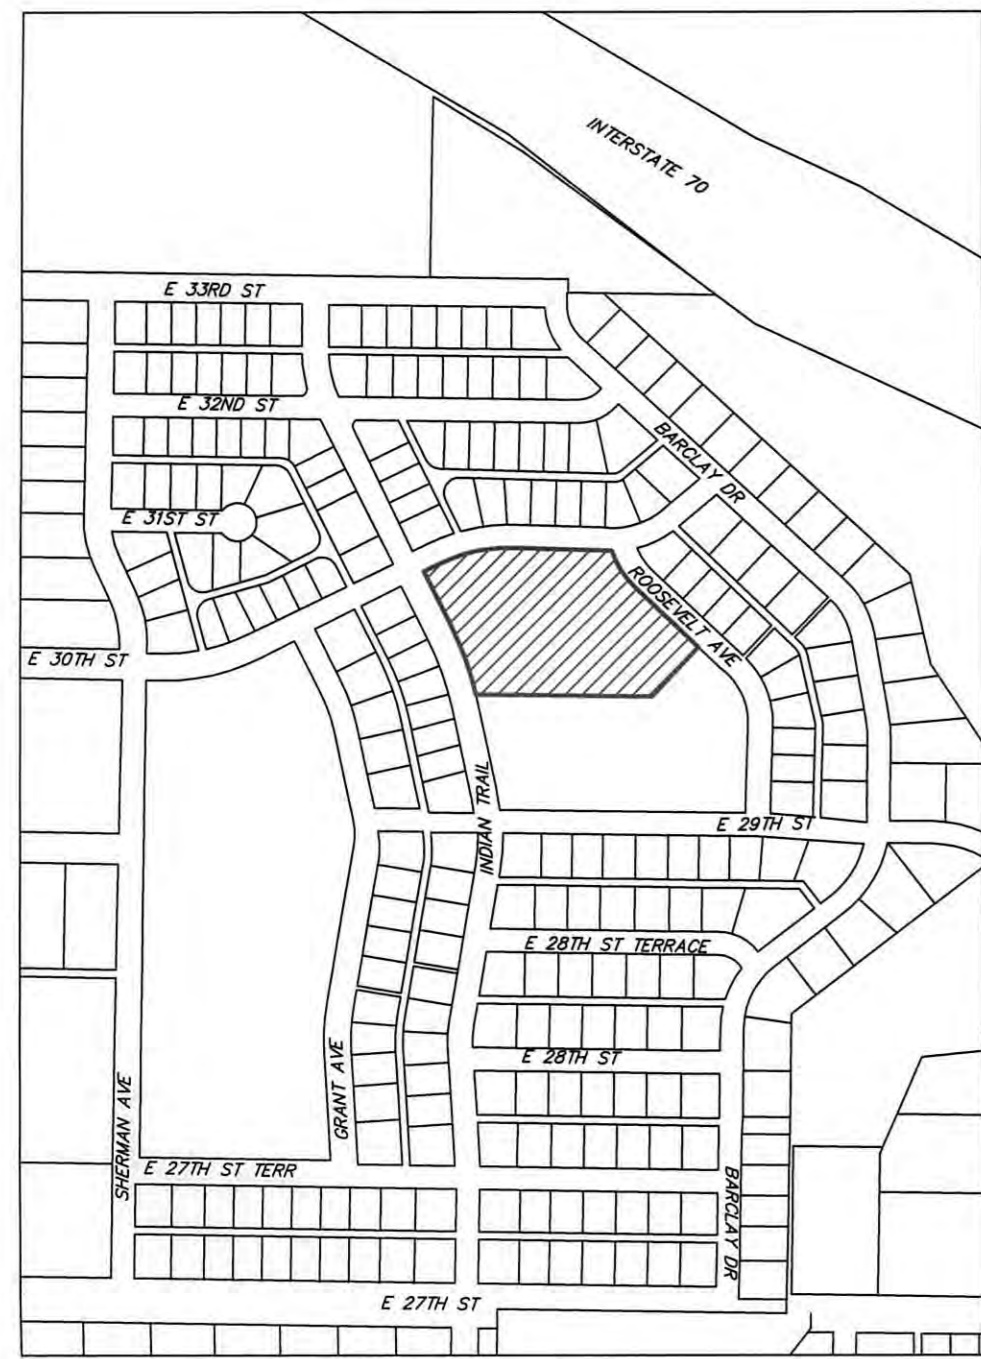 INTERSTATE 70
E 33RD ST
E 32ND ST
BARCLAY DR
E 31ST ST
ROOSEVELT AVE
E 30TH ST
INDIAN TRAIL
E 29TH ST
E 28TH ST TERRACE
E 28TH ST
GRANT AVE
SHERMAN AVE
E 27TH ST TERR
BARCLAY DR
E 27TH ST